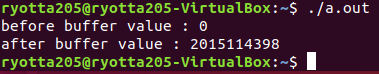 ryotta205@ryotta205-VirtualBox:~$ ./a.out
before buffer value : 0
after buffer value : 2015114398
ryotta205@ryotta205-VirtualBox:~$